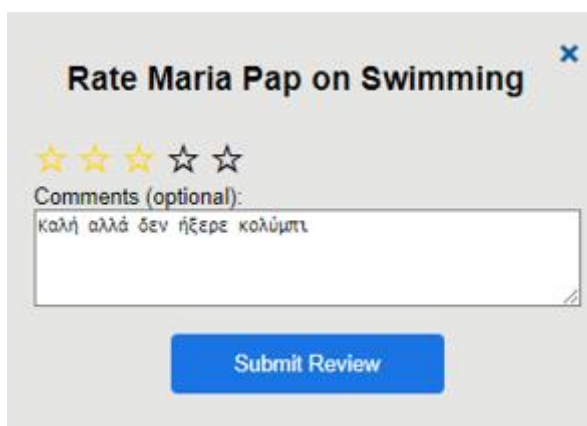 Rate Maria Pap on Swimming
Comments (optional):
Καλή αλλά δεν ήξερε κολύμπι
Submit Review